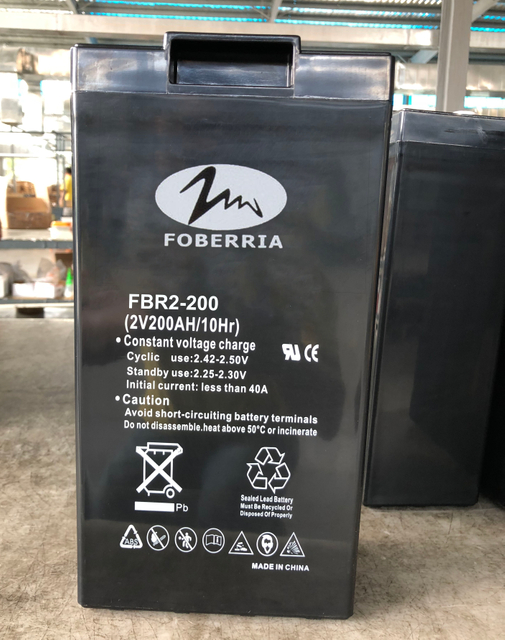 FOBERRIA
FBR2-200
(2V200AH/10Hr)
•Constant voltage charge
Cyclic use:2.42-2.50V
Standby use:2.25-2.30V
Initial current: less than 40A
•Caution
Avoid short-circuiting battery terminals
Do not disassemble.heat above 50°C or incinerate
CE
Pb
Sealed Lead Battery
Must Be Recycled Or
Disposed Of Properly
ABS
MADE IN CHINA